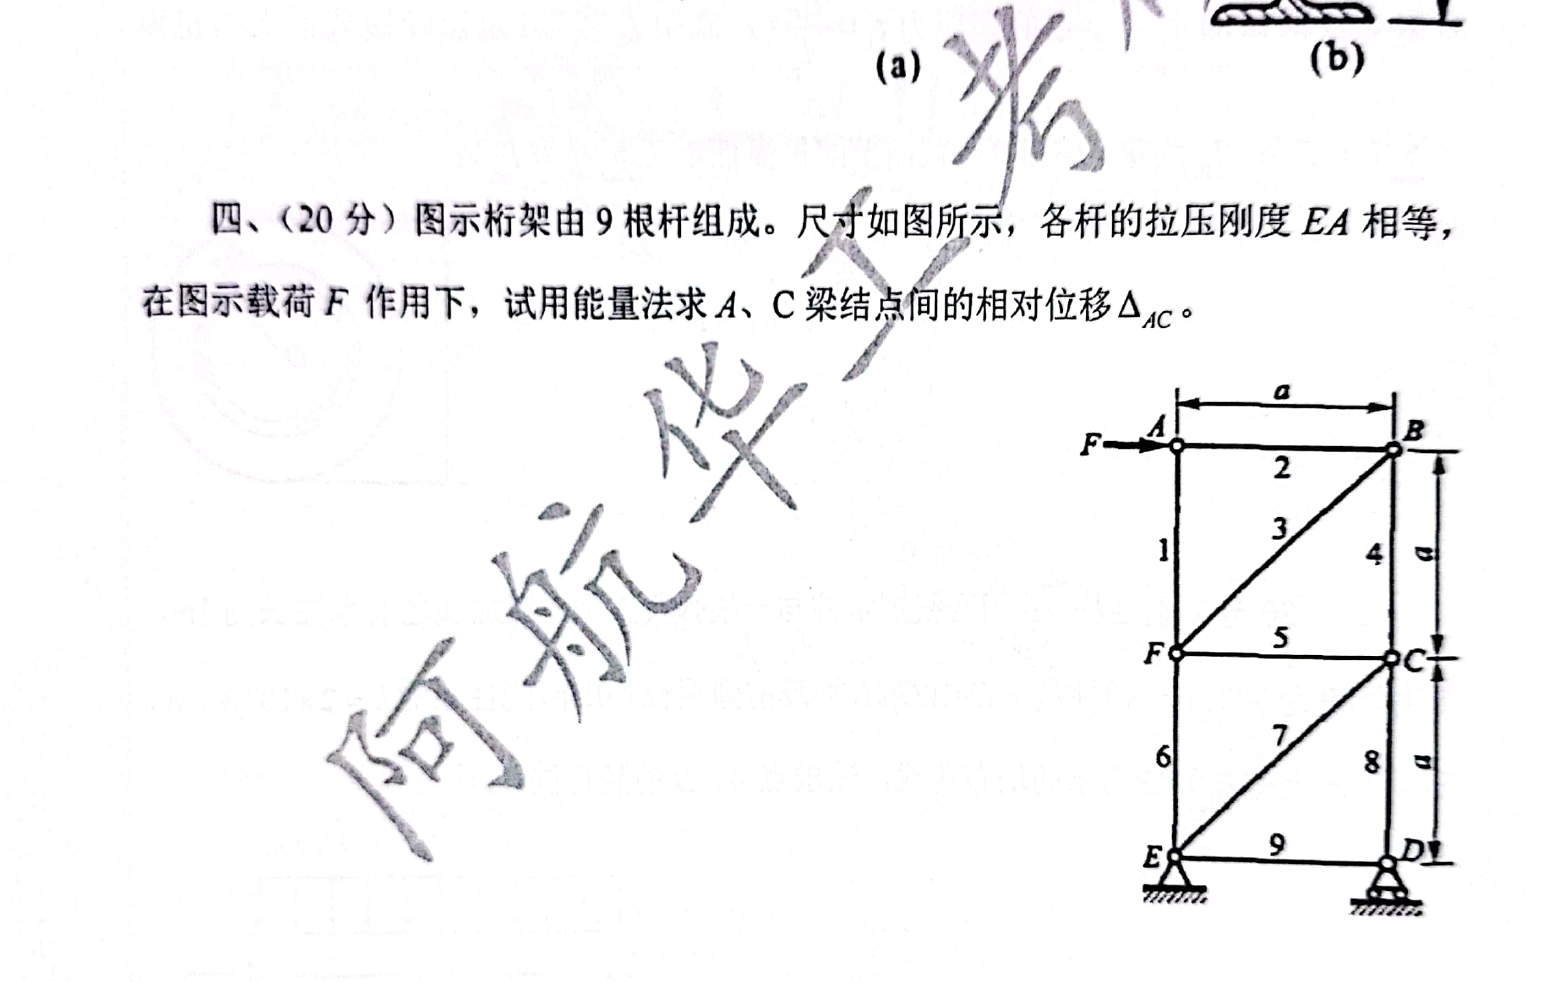 (a)
(b)
四、（20 分）图示桁架由 9 根杆组成。尺寸如图所示，各杆的拉压刚度 EA 相等，
在图示载荷 F 作用下，试用能量法求 A、C 梁结点间的相对位移 Δ_AC。
阿航华工考
a
F
A
B
2
3
1
4
a
F
5
C
6
7
8
a
E
9
D